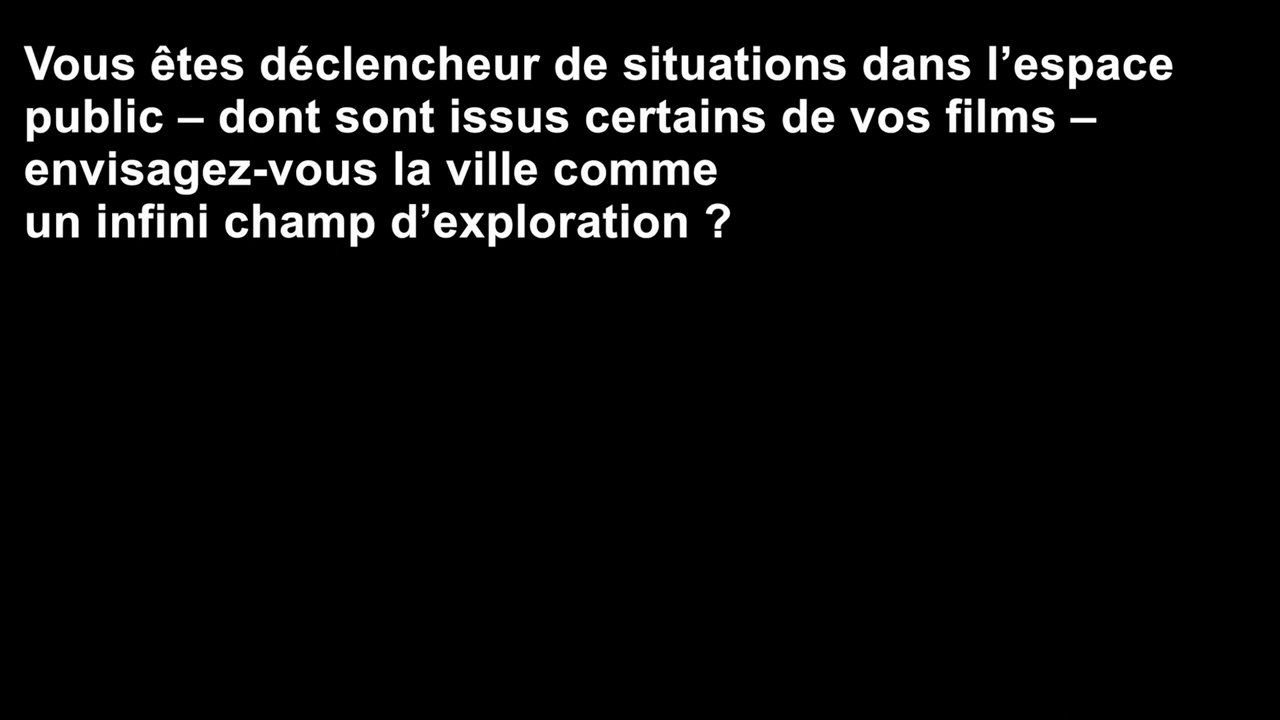 Vous êtes déclencheur de situations dans l’espace
public – dont sont issus certains de vos films –
envisagez-vous la ville comme
un infini champ d’exploration ?